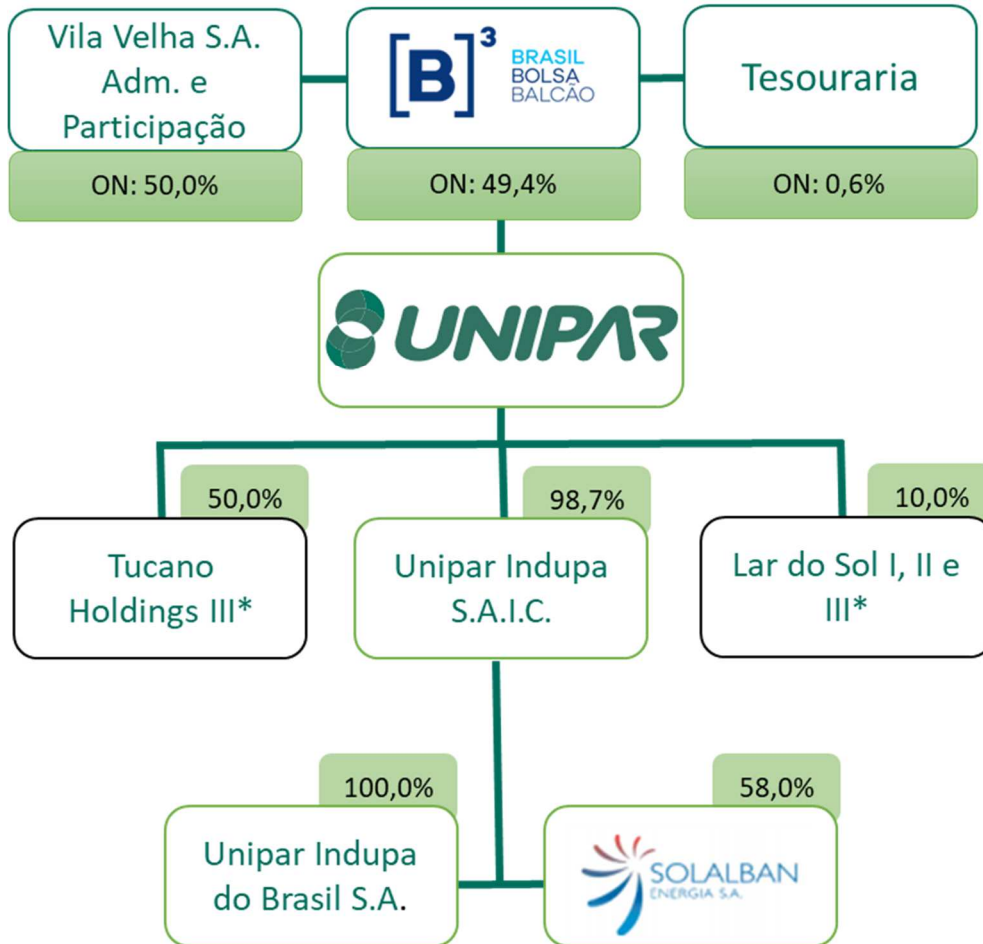 Vila Velha S.A.
Adm. e
Participação
ON: 50,0%
[B]³ BRASIL
BOLSA
BALCÃO
ON: 49,4%
Tesouraria
ON: 0,6%
UNIPAR
50,0%
Tucano
Holdings III*
98,7%
Unipar Indupa
S.A.I.C.
10,0%
Lar do Sol I, II e
III*
100,0%
Unipar Indupa
do Brasil S.A.
58,0%
SOLALBAN
ENERGIA S.A.